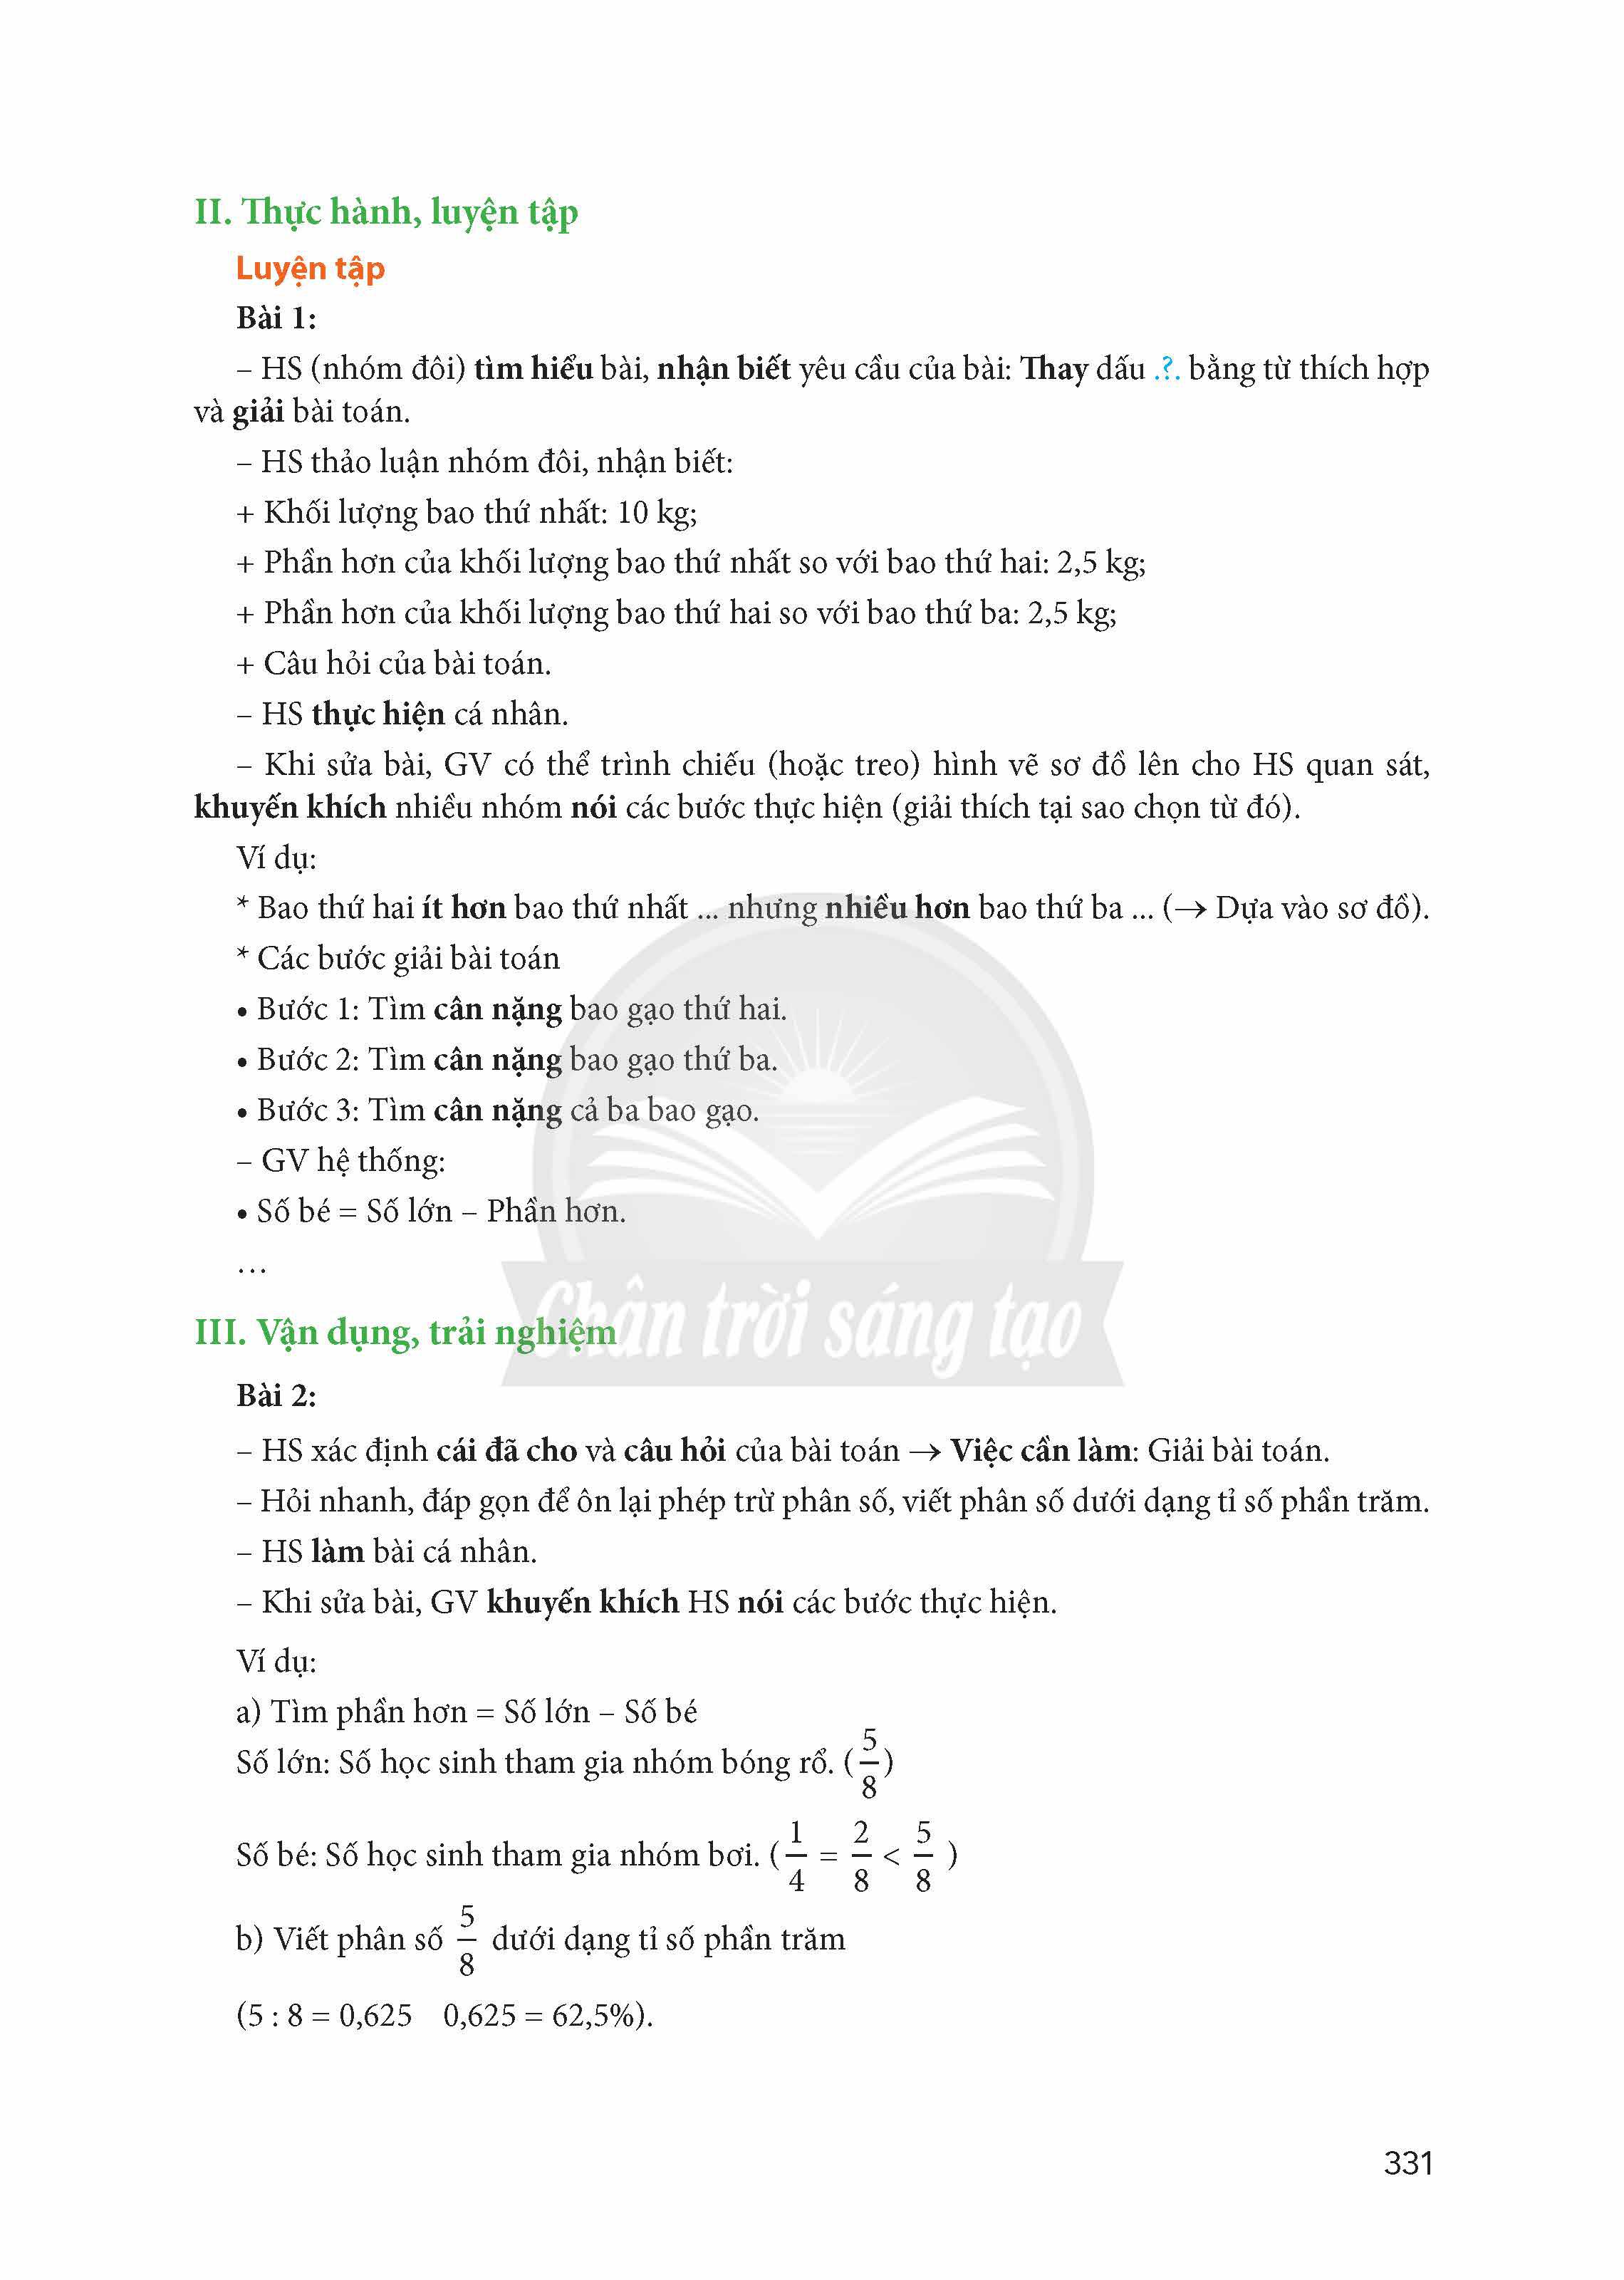 II. Thực hành, luyện tập
Luyện tập
Bài 1:
– HS (nhóm đôi) tìm hiểu bài, nhận biết yêu cầu của bài: Thay dấu .?. bằng từ thích hợp
và giải bài toán.
– HS thảo luận nhóm đôi, nhận biết:
+ Khối lượng bao thứ nhất: 10 kg;
+ Phần hơn của khối lượng bao thứ nhất so với bao thứ hai: 2,5 kg;
+ Phần hơn của khối lượng bao thứ hai so với bao thứ ba: 2,5 kg;
+ Câu hỏi của bài toán.
– HS thực hiện cá nhân.
– Khi sửa bài, GV có thể trình chiếu (hoặc treo) hình vẽ sơ đồ lên cho HS quan sát,
khuyến khích nhiều nhóm nói các bước thực hiện (giải thích tại sao chọn từ đó).
Ví dụ:
* Bao thứ hai ít hơn bao thứ nhất ... nhưng nhiều hơn bao thứ ba ... (→ Dựa vào sơ đồ).
* Các bước giải bài toán
• Bước 1: Tìm cân nặng bao gạo thứ hai.
• Bước 2: Tìm cân nặng bao gạo thứ ba.
• Bước 3: Tìm cân nặng cả ba bao gạo.
– GV hệ thống:
• Số bé = Số lớn – Phần hơn.
…
Chân trời sáng tạo
III. Vận dụng, trải nghiệm
Bài 2:
– HS xác định cái đã cho và câu hỏi của bài toán → Việc cần làm: Giải bài toán.
– Hỏi nhanh, đáp gọn để ôn lại phép trừ phân số, viết phân số dưới dạng tỉ số phần trăm.
– HS làm bài cá nhân.
– Khi sửa bài, GV khuyến khích HS nói các bước thực hiện.
Ví dụ:
a) Tìm phần hơn = Số lớn – Số bé
Số lớn: Số học sinh tham gia nhóm bóng rổ. (5/8)
Số bé: Số học sinh tham gia nhóm bơi. (1/4 = 2/8 < 5/8 )
b) Viết phân số 5/8 dưới dạng tỉ số phần trăm
(5 : 8 = 0,625 0,625 = 62,5%).
331